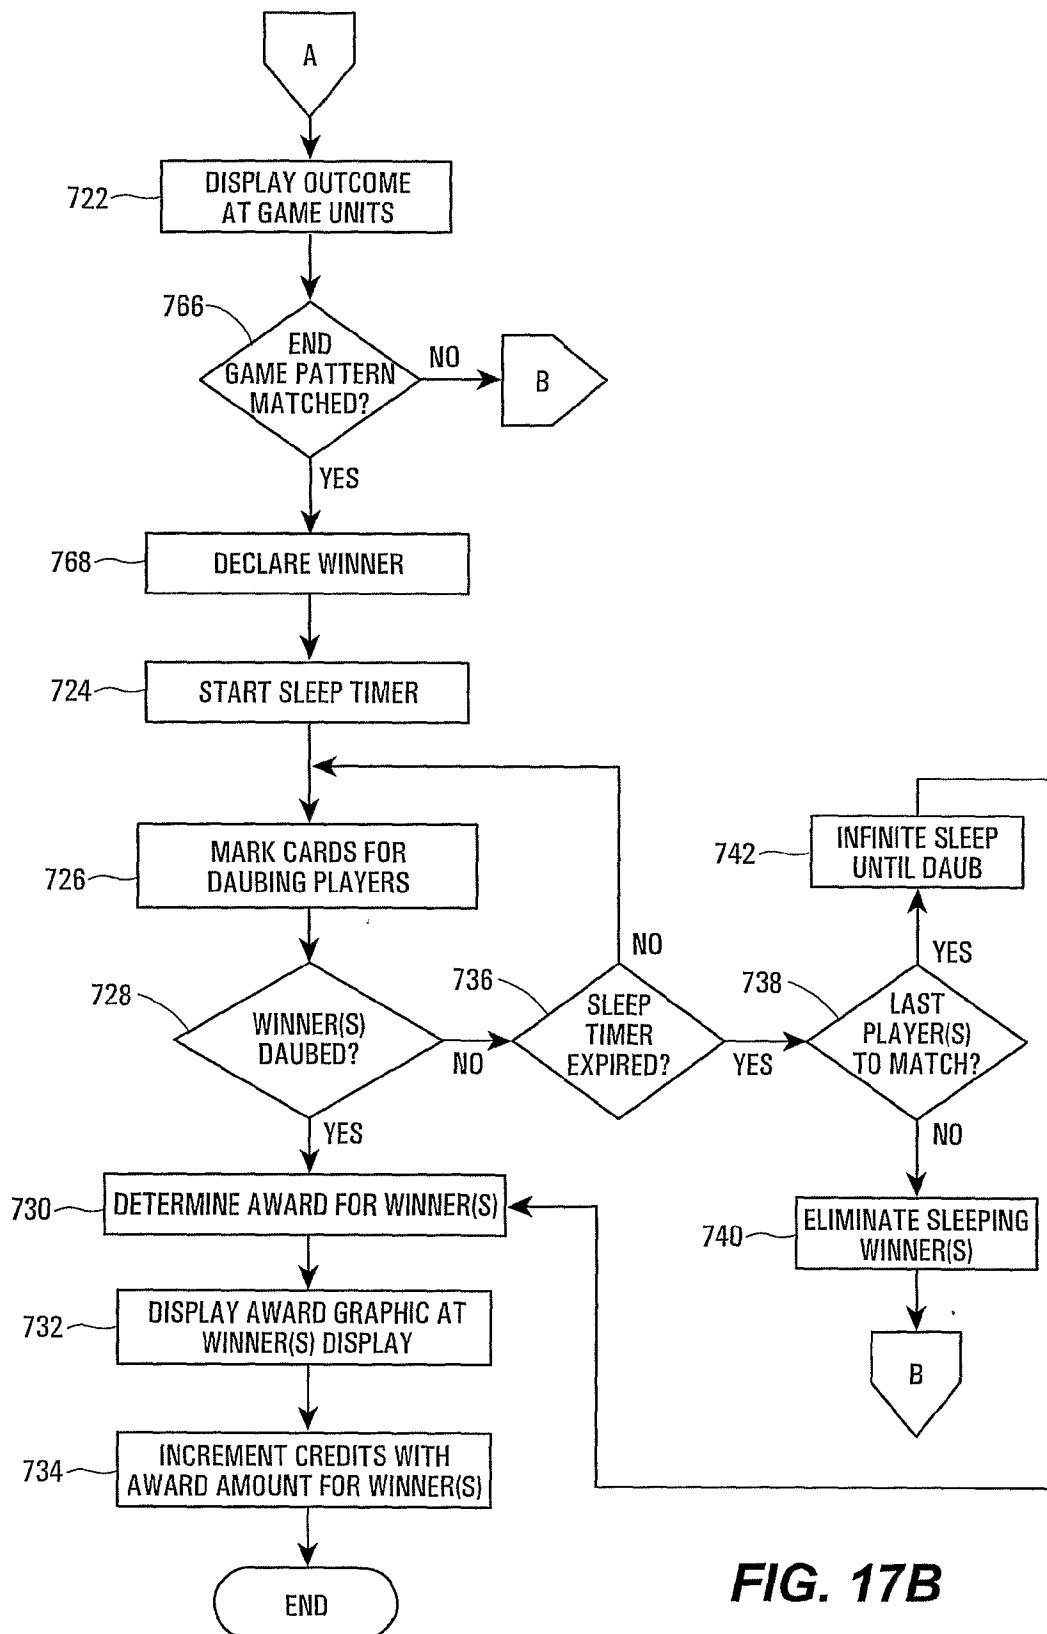 A
722
DISPLAY OUTCOME
AT GAME UNITS
766
END
GAME PATTERN
MATCHED?
NO
B
YES
768
DECLARE WINNER
724
START SLEEP TIMER
726
MARK CARDS FOR
DAUBING PLAYERS
742
INFINITE SLEEP
UNTIL DAUB
728
WINNER(S)
DAUBED?
NO
YES
736
SLEEP
TIMER
EXPIRED?
NO
YES
738
LAST
PLAYER(S)
TO MATCH?
YES
NO
730
DETERMINE AWARD FOR WINNER(S)
740
ELIMINATE SLEEPING
WINNER(S)
732
DISPLAY AWARD GRAPHIC AT
WINNER(S) DISPLAY
B
734
INCREMENT CREDITS WITH
AWARD AMOUNT FOR WINNER(S)
END
FIG. 17B